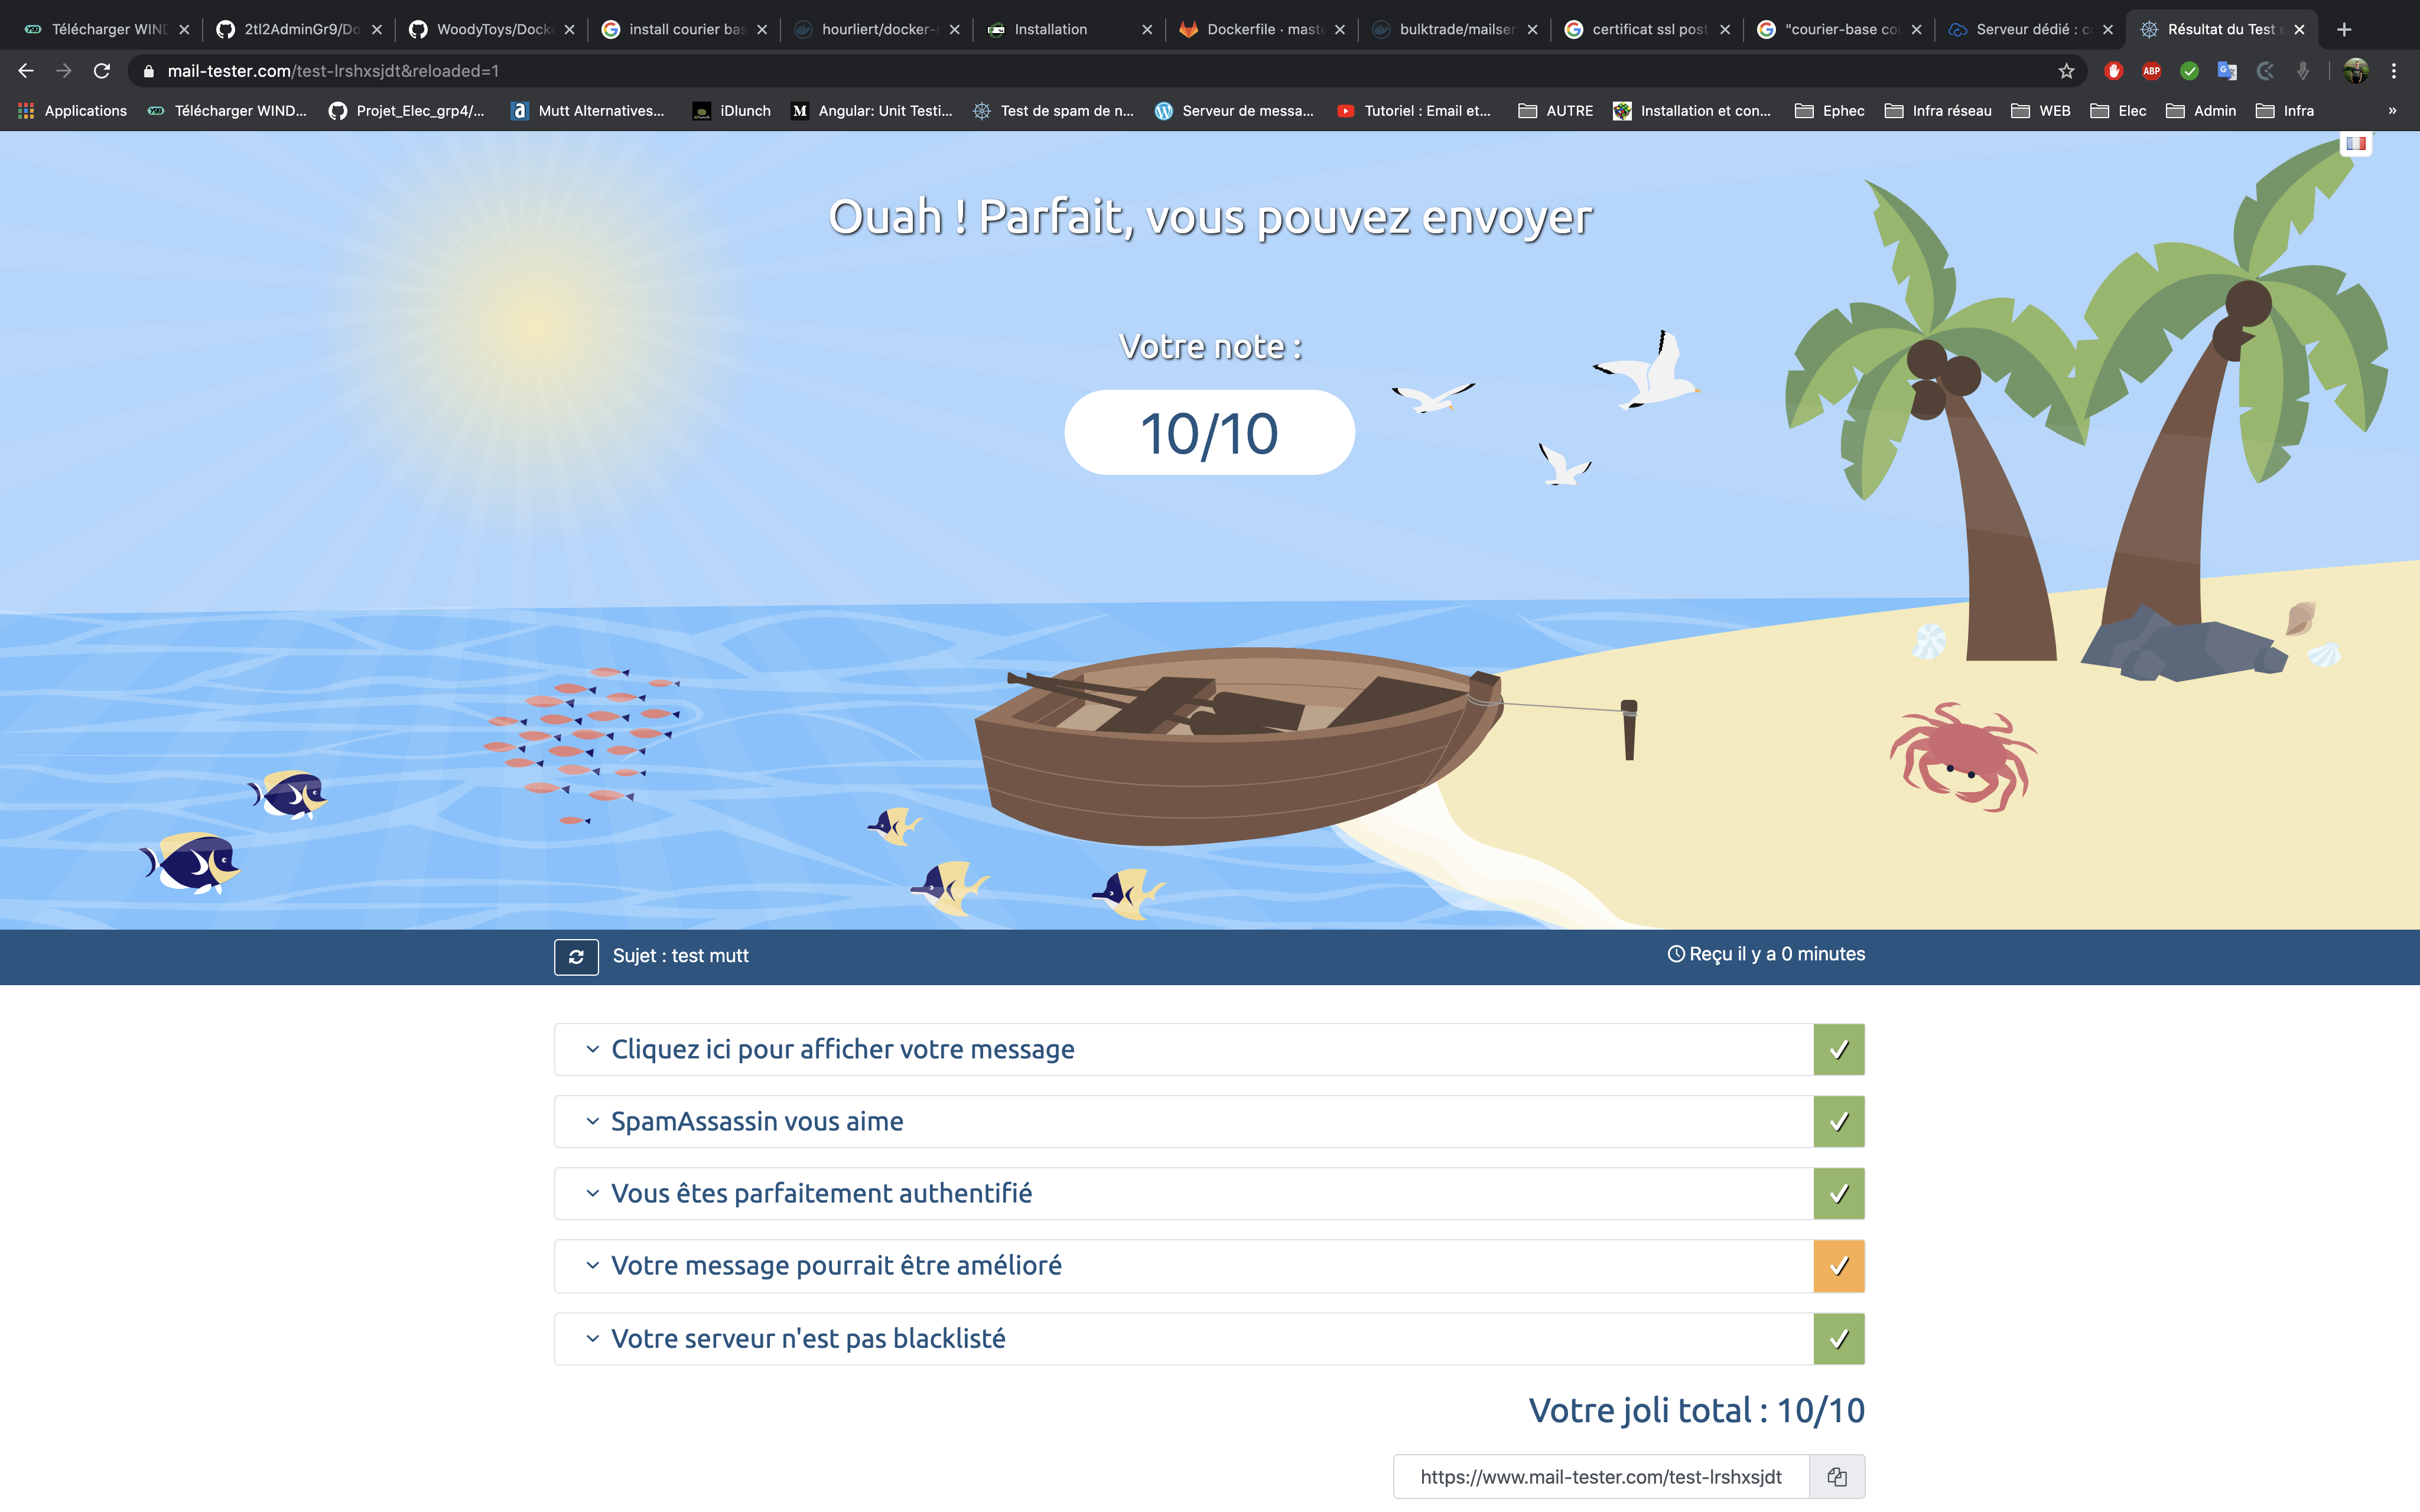 Télécharger WIND
2tl2AdminGr9/Do
WoodyToys/Docke
install courier bas
hourliert/docker-
Installation
Dockerfile · maste
bulktrade/mailser
certificat ssl post
"courier-base co
Serveur dédié : c
Résultat du Test
mail-tester.com/test-lrshxsjdt&reloaded=1
ABP
Applications
Télécharger WIND...
Projet_Elec_grp4/...
Mutt Alternatives...
iDlunch
Angular: Unit Testi...
Test de spam de n...
Serveur de messa...
Tutoriel : Email et...
AUTRE
Installation et con...
Ephec
Infra réseau
WEB
Elec
Admin
Infra
»
Ouah ! Parfait, vous pouvez envoyer
Votre note :
10/10
Sujet : test mutt
Reçu il y a 0 minutes
Cliquez ici pour afficher votre message
SpamAssassin vous aime
Vous êtes parfaitement authentifié
Votre message pourrait être amélioré
Votre serveur n'est pas blacklisté
Votre joli total : 10/10
https://www.mail-tester.com/test-lrshxsjdt